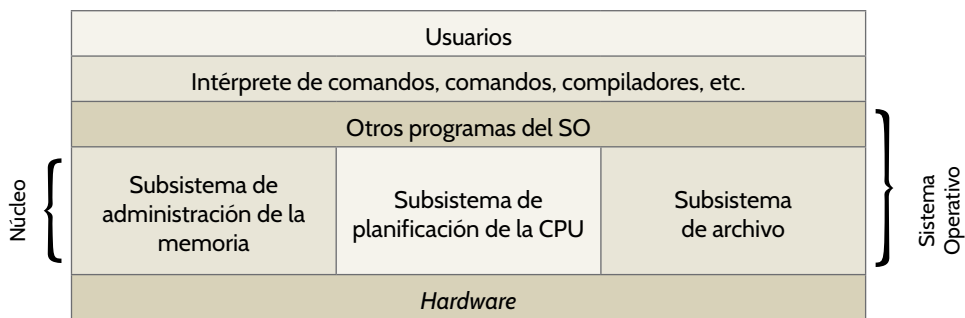 Usuarios
Intérprete de comandos, comandos, compiladores, etc.
Otros programas del SO
Núcleo
Subsistema de
administración de la
memoria
Subsistema de
planificación de la CPU
Subsistema
de archivo
Sistema
Operativo
Hardware